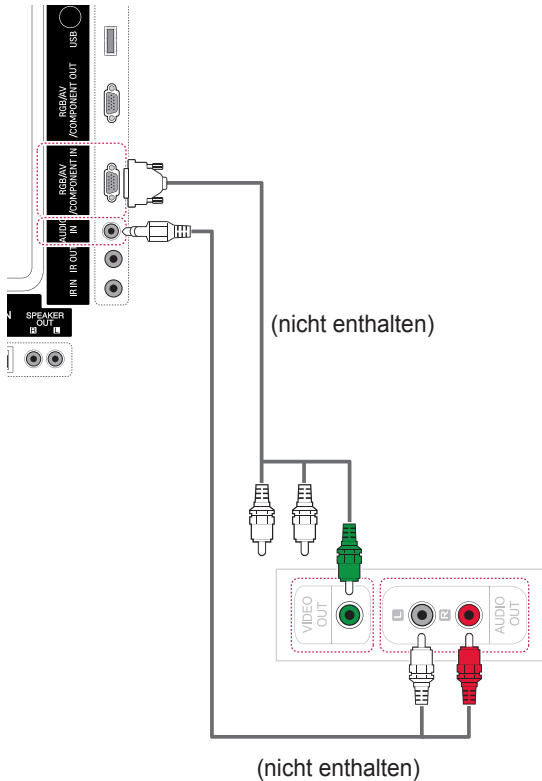 USB
RGB/AV
/COMPONENT OUT
RGB/AV
/COMPONENT IN
AUDIO
IN
IR OUT
IR IN
N
SPEAKER
OUT
R L
(nicht enthalten)
VIDEO
OUT
L
R
AUDIO
OUT
(nicht enthalten)